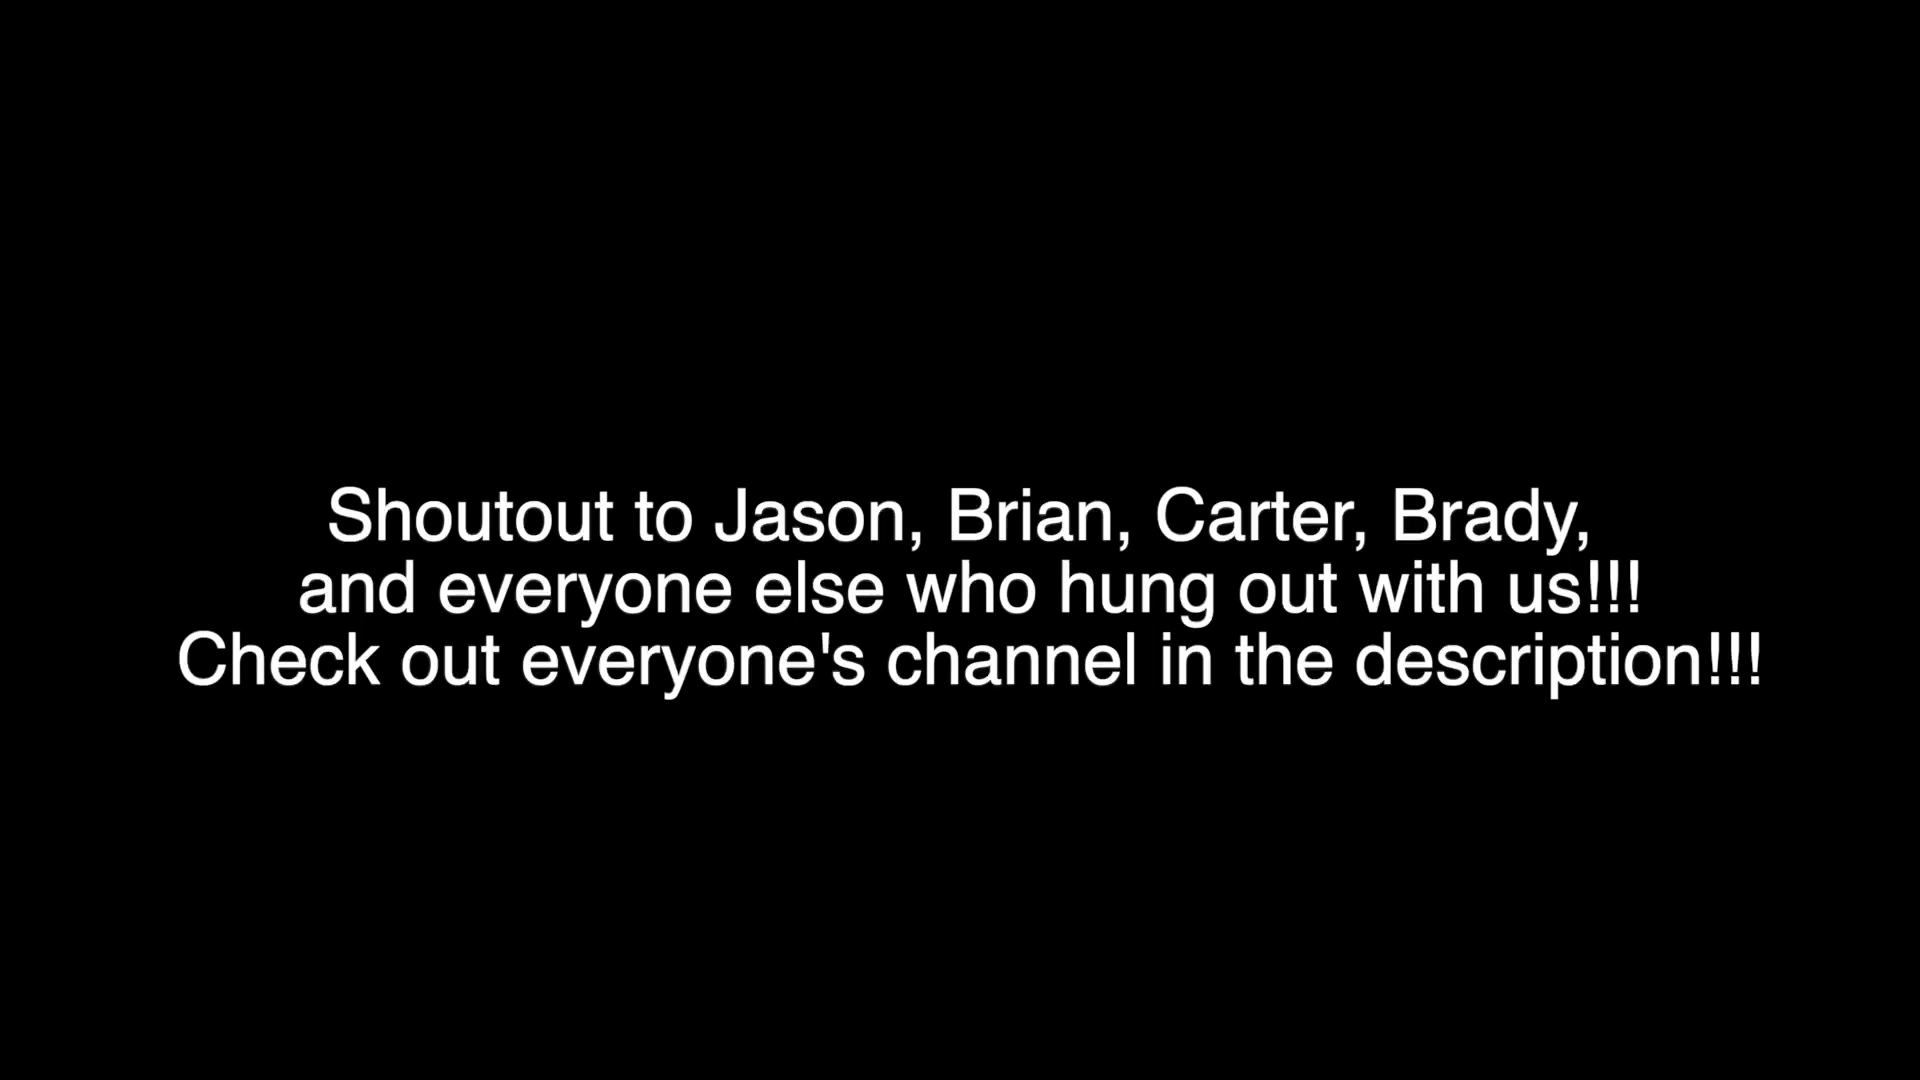 Shoutout to Jason, Brian, Carter, Brady,
and everyone else who hung out with us!!!
Check out everyone's channel in the description!!!